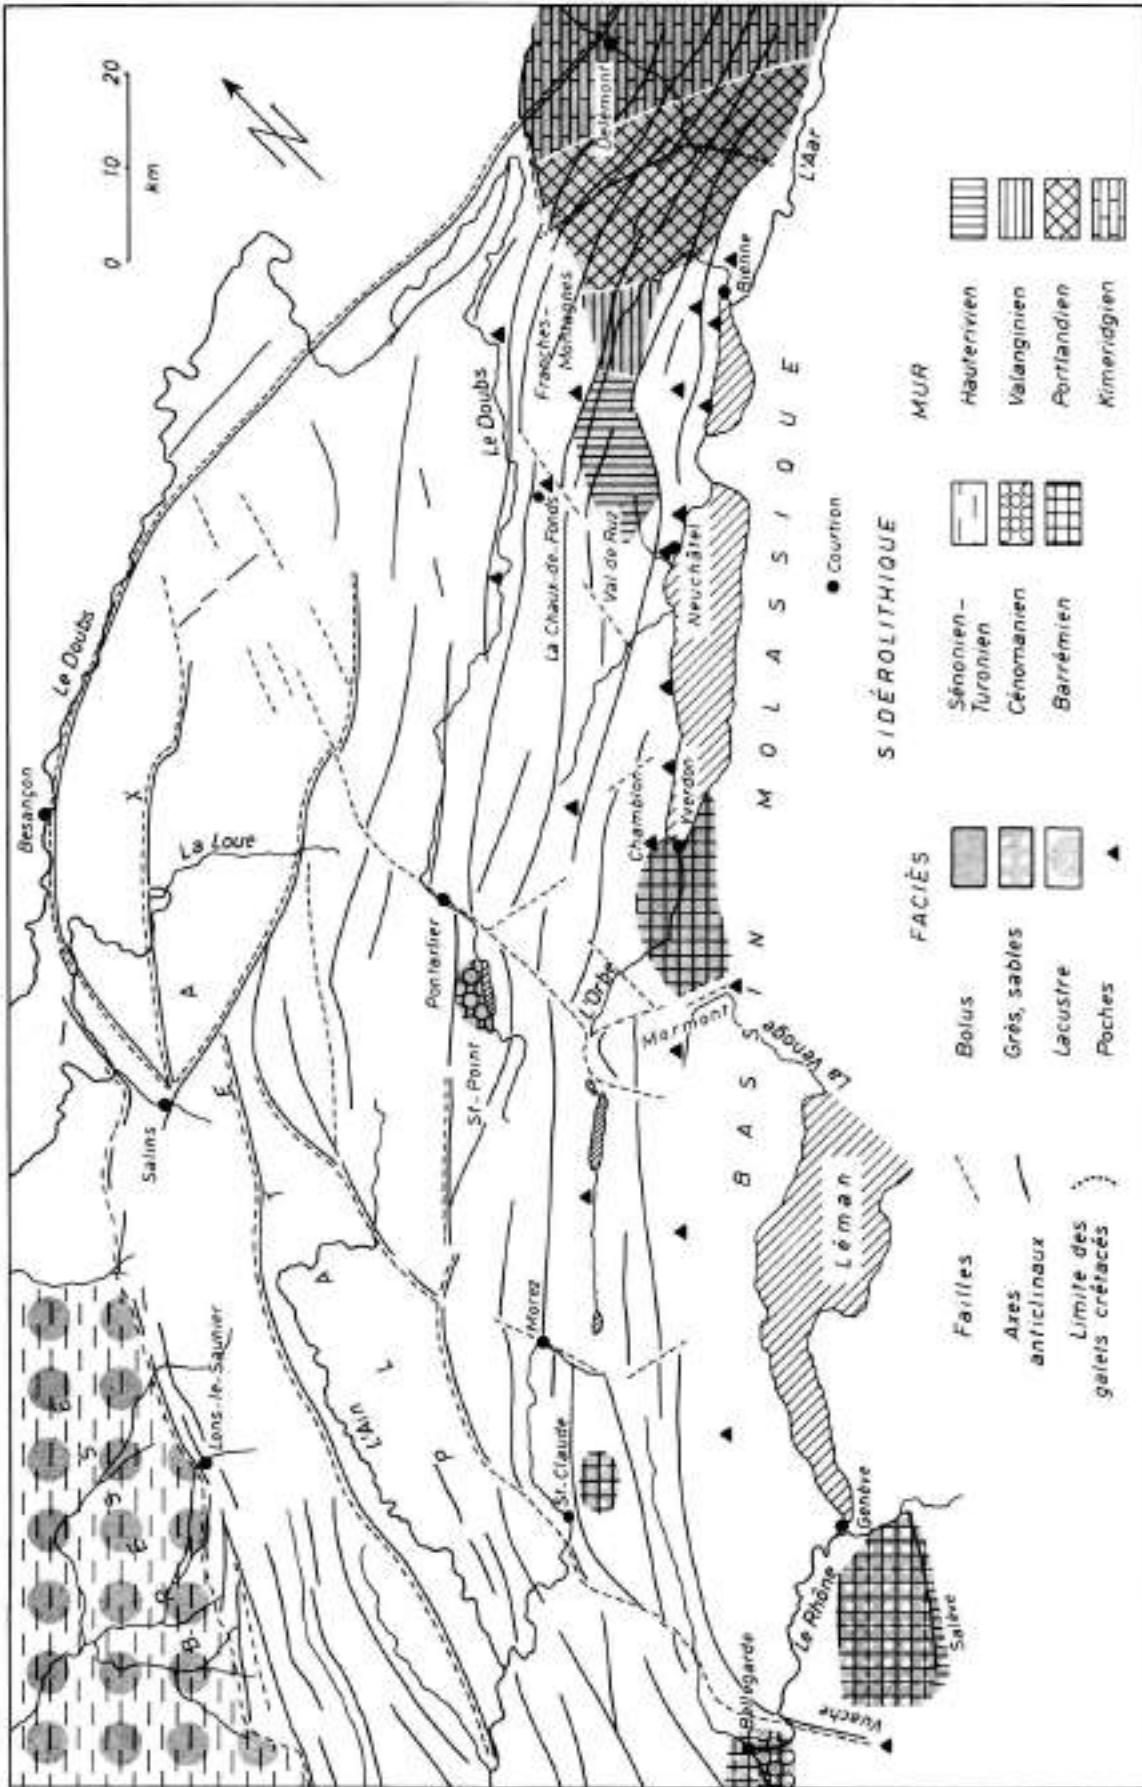 0 10 20
km
N
Besançon
Le Doubs
La Loue
Salins
Lons-le-Saunier
B R E S S E
P L A T E A U X
L'Ain
Pontarlier
St-Point
Morez
St. Claude
Le Doubs
Franches-
Montagnes
La Chaux-de-Fonds
Val de Ruz
Delémont
L'Aar
Bienne
Neuchâtel
Courtion
Chamblon
Yverdon
L'Orbe
Mormont
La Venoge
B A S S I N M O L A S S I Q U E
Léman
Genève
Le Rhône
Salève
Bellegarde
Vuache
SIDÉROLITHIQUE
FACIÈS
MUR
Failles
Axes
anticlinaux
Limite des
galets crétacés
Bolus
Grès, sables
Lacustre
Poches
Sénonien-
Turonien
Cénomanien
Barrémien
Hauterivien
Valanginien
Portlandien
Kimeridgien